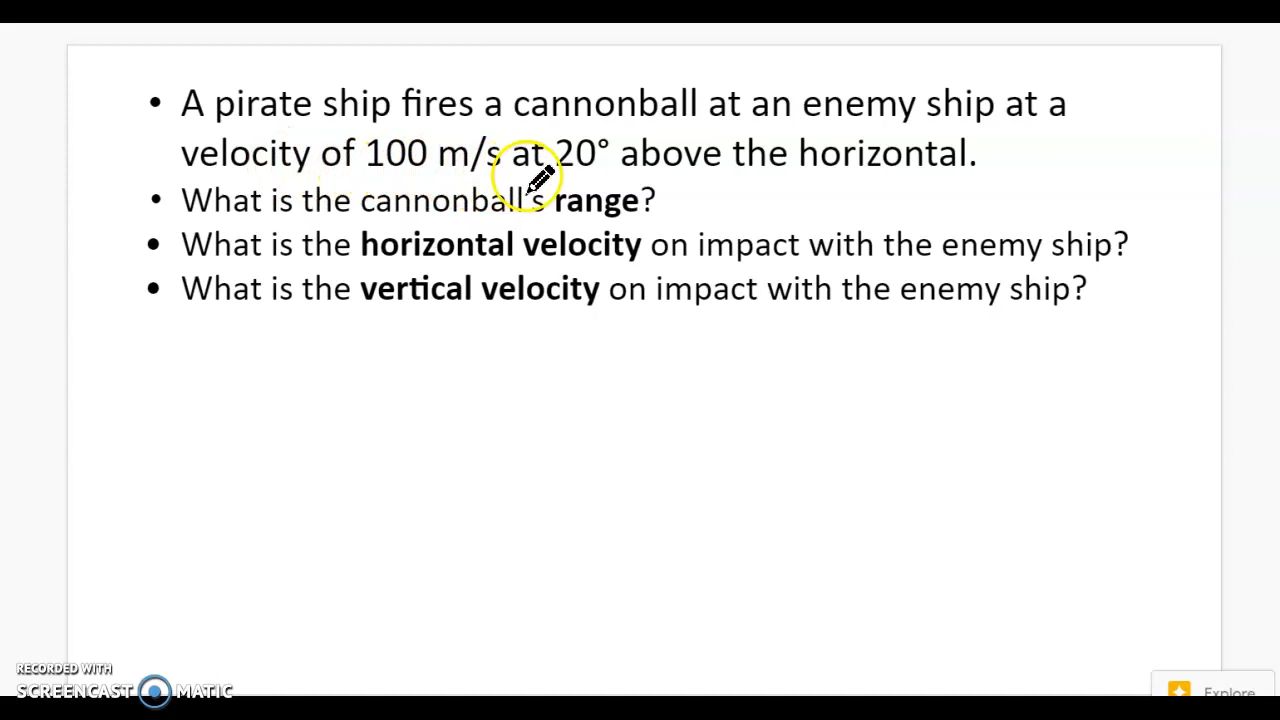 • A pirate ship fires a cannonball at an enemy ship at a
velocity of 100 m/s at 20° above the horizontal.
• What is the cannonball's range?
• What is the horizontal velocity on impact with the enemy ship?
• What is the vertical velocity on impact with the enemy ship?
RECORDED WITH
SCREENCAST MATIC
Explore